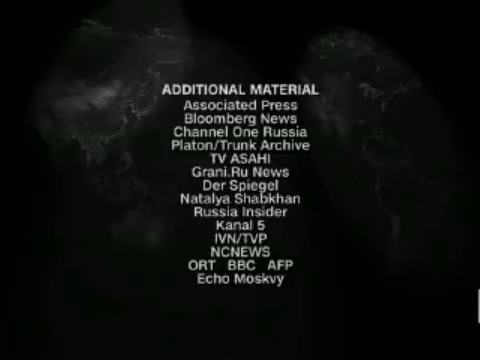 ADDITIONAL MATERIAL
Associated Press
Bloomberg News
Channel One Russia
Platon/Trunk Archive
TV ASAHI
Grani.Ru News
Der Spiegel
Natalya Shabkhan
Russia Insider
Kanal 5
IVN/TVP
NCNEWS
ORT BBC AFP
Echo Moskvy